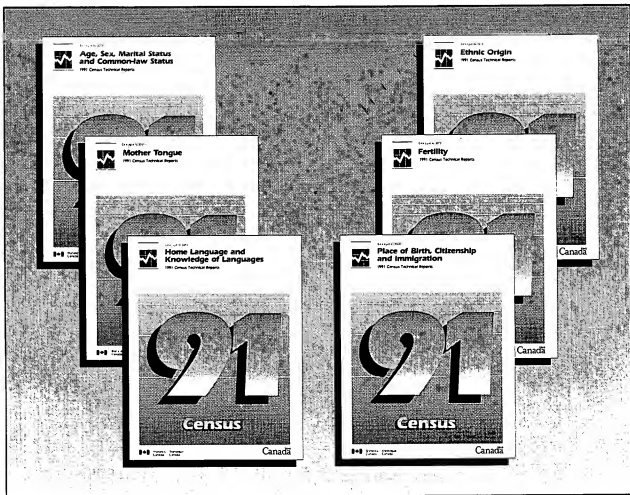 Age, Sex, Marital Status
and Common-law Status
1991 Census Technical Reports
Mother Tongue
1991 Census Technical Reports
Home Language and
Knowledge of Languages
1991 Census Technical Reports
91
Census
Canada
Ethnic Origin
1991 Census Technical Reports
Canada
Fertility
1991 Census Technical Reports
Canada
Place of Birth, Citizenship
and Immigration
1991 Census Technical Reports
91
Census
Canada